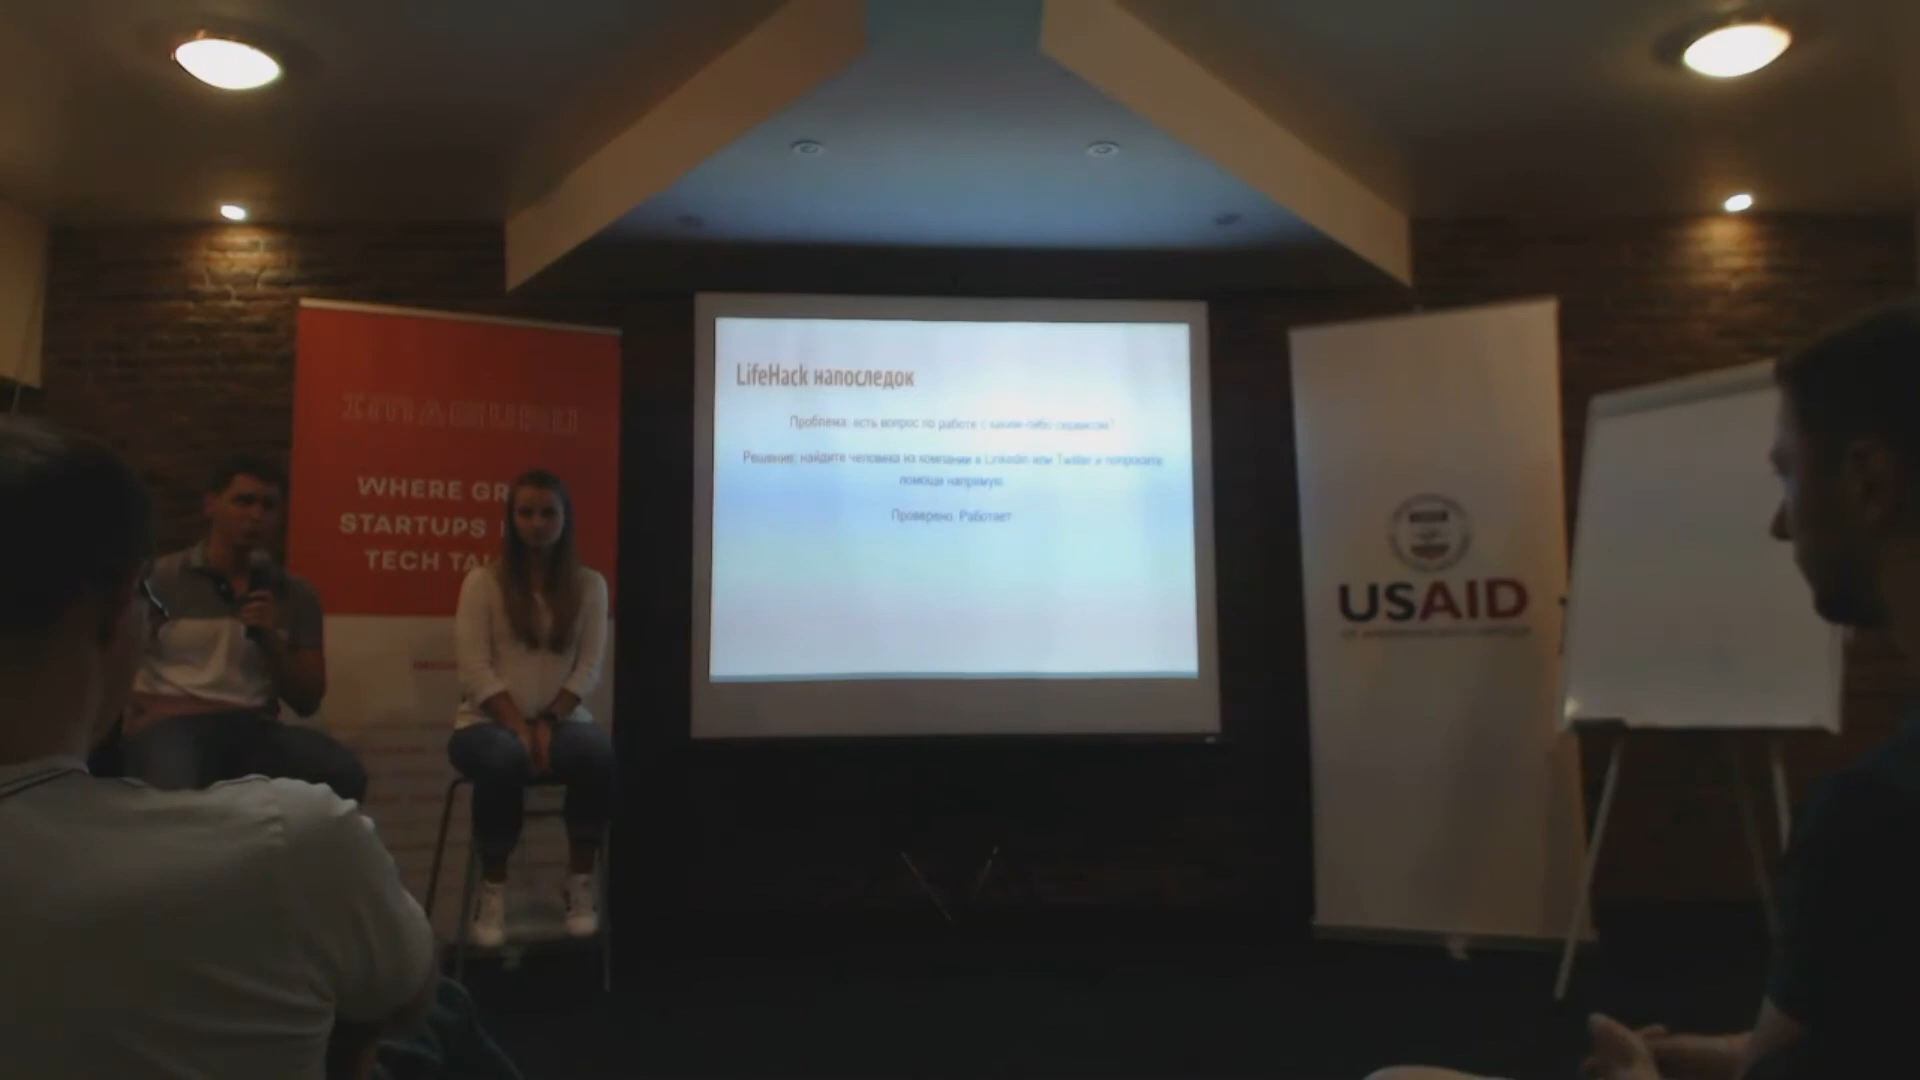 IMAGURU
WHERE GR
STARTUPS
TECH TAL
LifeHack напоследок
Проблема: есть вопрос по работе с каким-либо сервисом?
Решение: найдите человека из компании в LinkedIn или Twitter и попросите
помощи напрямую
Проверено. Работает
USAID